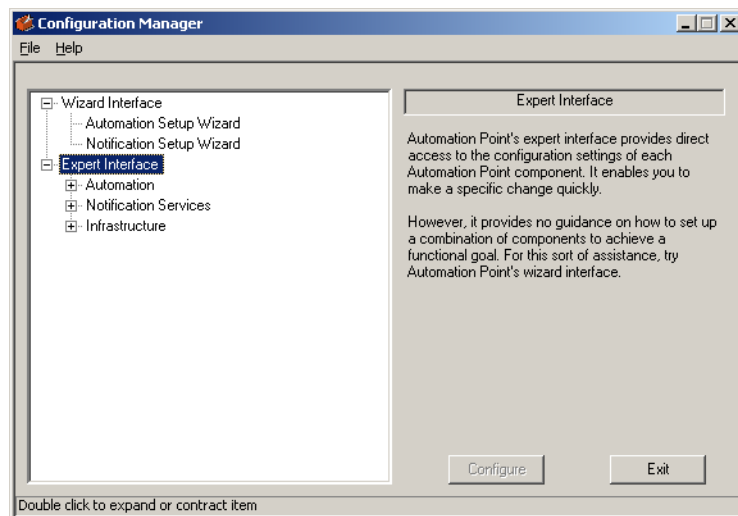 Configuration Manager
File Help
Wizard Interface
Automation Setup Wizard
Notification Setup Wizard
Expert Interface
Automation
Notification Services
Infrastructure
Expert Interface
Automation Point's expert interface provides direct
access to the configuration settings of each
Automation Point component. It enables you to
make a specific change quickly.
However, it provides no guidance on how to set up
a combination of components to achieve a
functional goal. For this sort of assistance, try
Automation Point's wizard interface.
Configure Exit
Double click to expand or contract item